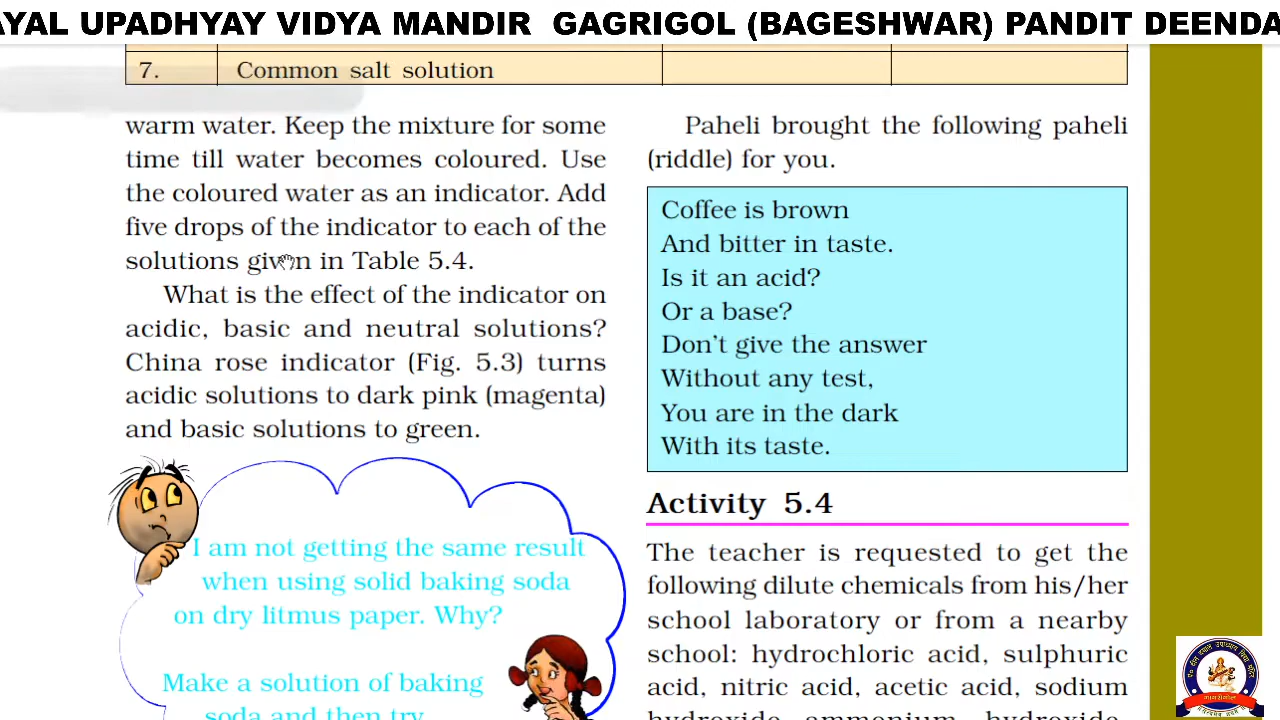 AYAL UPADHYAY VIDYA MANDIR GAGRIGOL (BAGESHWAR) PANDIT DEENDA
7. Common salt solution
warm water. Keep the mixture for some
time till water becomes coloured. Use
the coloured water as an indicator. Add
five drops of the indicator to each of the
solutions given in Table 5.4.
What is the effect of the indicator on
acidic, basic and neutral solutions?
China rose indicator (Fig. 5.3) turns
acidic solutions to dark pink (magenta)
and basic solutions to green.
I am not getting the same result
when using solid baking soda
on dry litmus paper. Why?
Make a solution of baking
soda and then try
Paheli brought the following paheli
(riddle) for you.
Coffee is brown
And bitter in taste.
Is it an acid?
Or a base?
Don't give the answer
Without any test,
You are in the dark
With its taste.
Activity 5.4
The teacher is requested to get the
following dilute chemicals from his/her
school laboratory or from a nearby
school: hydrochloric acid, sulphuric
acid, nitric acid, acetic acid, sodium
hydroxide, ammonium hydroxide,